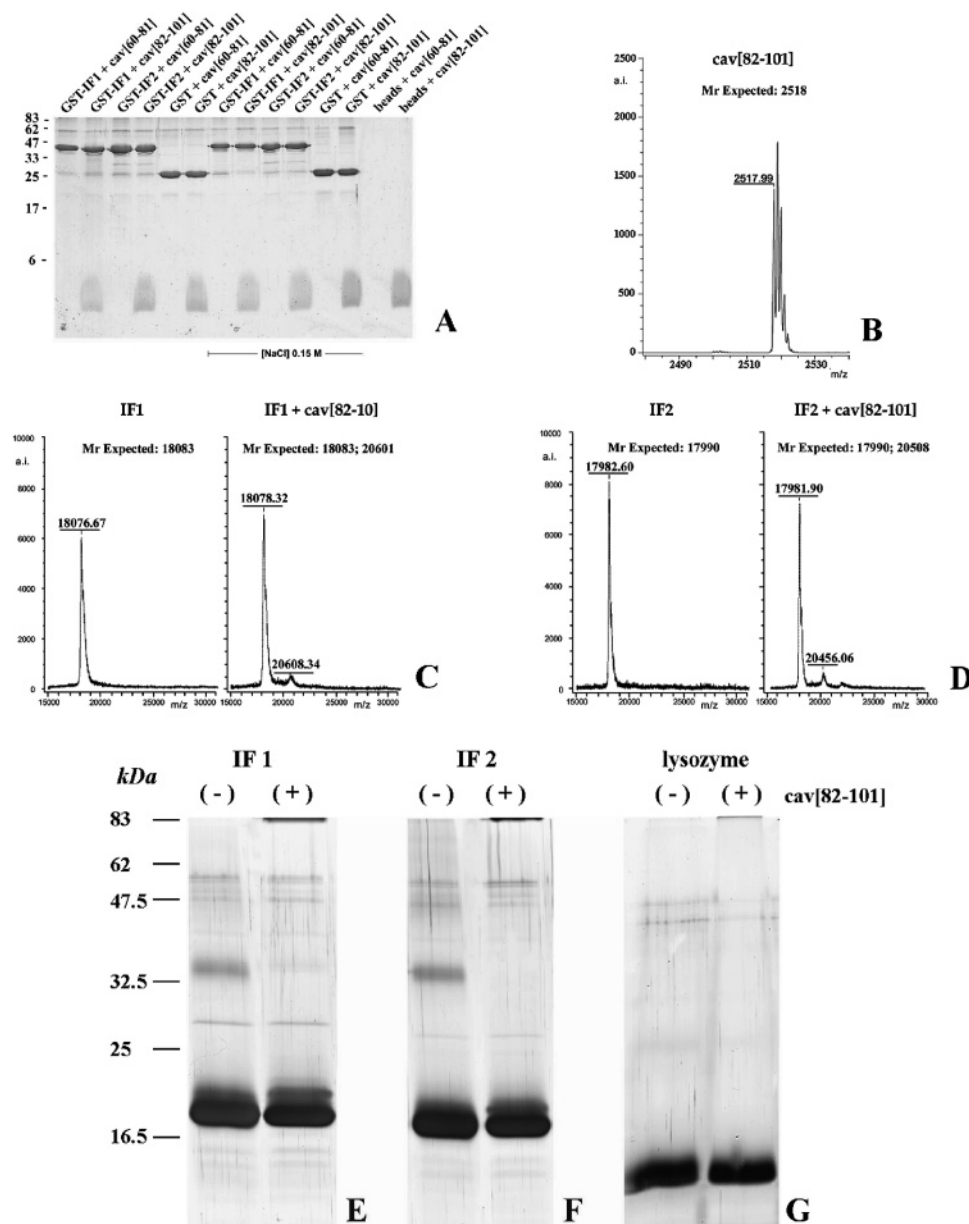 GST-IF1 + cav[60-81]
GST-IF1 + cav[82-101]
GST-IF2 + cav[60-81]
GST-IF2 + cav[82-101]
GST + cav[60-81]
GST + cav[82-101]
GST-IF1 + cav[60-81]
GST-IF1 + cav[82-101]
GST-IF2 + cav[60-81]
GST-IF2 + cav[82-101]
GST + cav[60-81]
GST + cav[82-101]
beads + cav[60-81]
beads + cav[82-101]
83 -
62 -
47 -
33 -
25 -
17 -
6 -
A
[NaCl] 0.15 M
cav[82-101]
Mr Expected: 2518
2500
a.i.
2000
1500
1000
500
0
2517.99
2490
2510
2530
m/z
B
IF1
Mr Expected: 18083
10000
a.i.
8000
6000
4000
2000
0
18076.67
15000
20000
25000
m/z
30000
IF1 + cav[82-10]
Mr Expected: 18083; 20601
18078.32
20608.34
15000
20000
25000
m/z
30000
C
IF2
Mr Expected: 17990
10000
a.i.
8000
6000
4000
2000
0
17982.60
15000
20000
25000
m/z
30000
IF2 + cav[82-101]
Mr Expected: 17990; 20508
17981.90
20456.06
15000
20000
25000
m/z
30000
D
IF 1
IF 2
lysozyme
kDa
(-) (+)
(-) (+)
(-) (+)
cav[82-101]
83
62
47.5
32.5
25
16.5
E
F
G